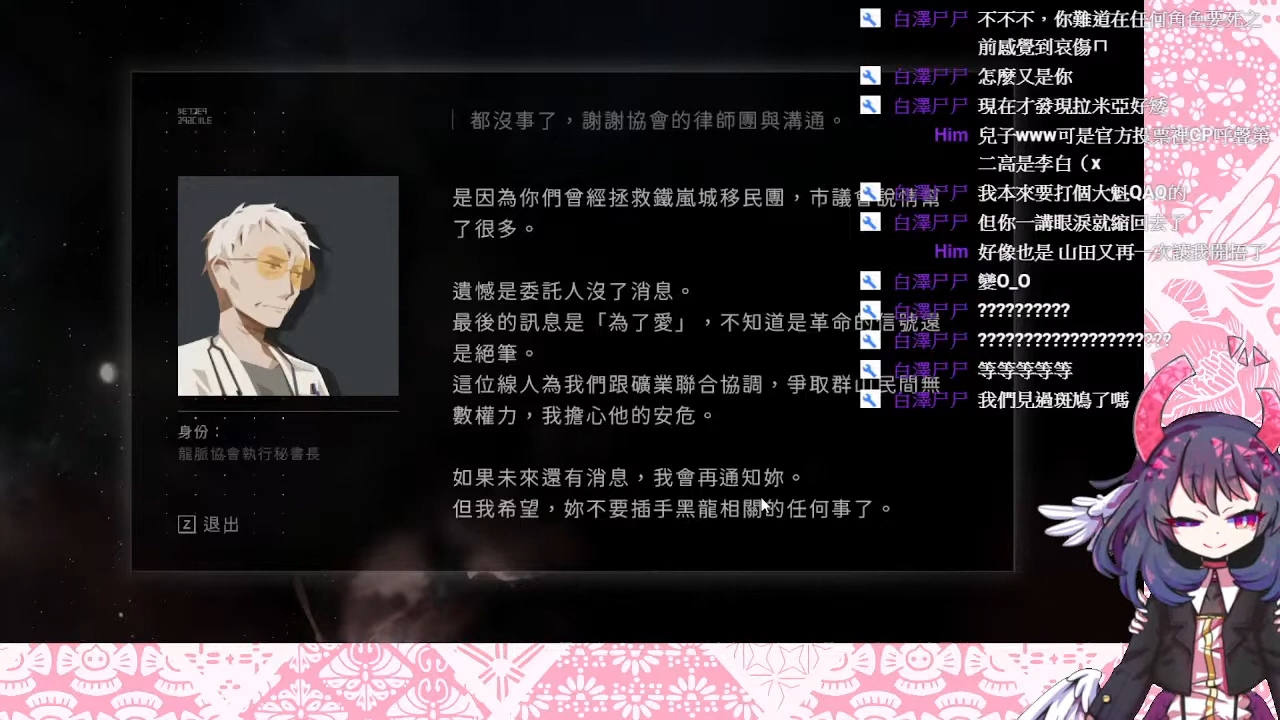 都沒事了，謝謝協會的律師團與溝通。
是因為你們曾經拯救鐵嵐城移民團，市議會說情幫
了很多。
遺憾是委託人沒了消息。
最後的訊息是「為了愛」，不知道是革命的信號還
是絕筆。
這位線人為我們跟礦業聯合協調，爭取群山民間無
數權力，我擔心他的安危。
如果未來還有消息，我會再通知妳。
但我希望，妳不要插手黑龍相關的任何事了。
身份：
龍脈協會執行秘書長
Z 退出
白澤尸尸 不不不，你難道在任何角色要死之
前感覺到哀傷ㄇ
白澤尸尸 怎麼又是你
白澤尸尸 現在才發現拉米亞好矮
Him 兒子www可是官方投票裡CP呼聲第
二高是李白（x
白澤尸尸 我本來要打個大魁QAQ的
白澤尸尸 但你一講眼淚就縮回去了
Him 好像也是 山田又再一次讓我開悟了
白澤尸尸 變O_O
白澤尸尸 ??????????
白澤尸尸 ?????????????????????
白澤尸尸 等等等等等
白澤尸尸 我們見過斑鳩了嗎